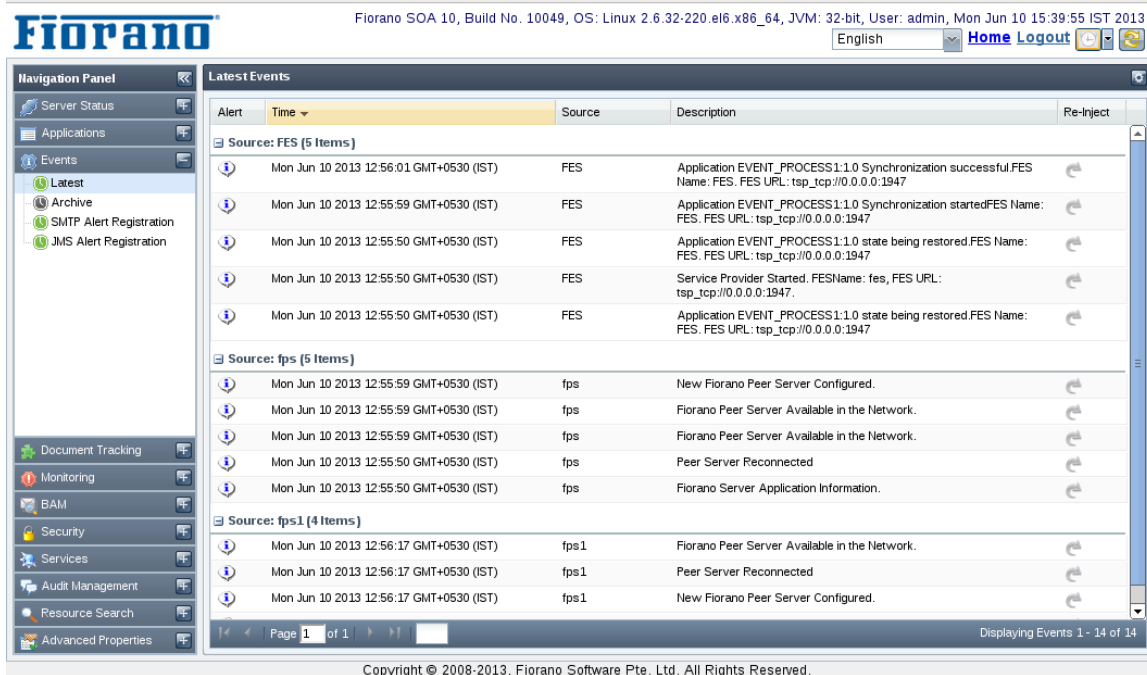 Fiorano
Fiorano SOA 10, Build No. 10049, OS: Linux 2.6.32-220.el6.x86_64, JVM: 32-bit, User: admin, Mon Jun 10 15:39:55 IST 2013
English Home Logout
Navigation Panel
Server Status
Applications
Events
Latest
Archive
SMTP Alert Registration
JMS Alert Registration
Document Tracking
Monitoring
BAM
Security
Services
Audit Management
Resource Search
Advanced Properties
Latest Events
Alert Time Source Description Re-Inject
Source: FES (5 Items)
Mon Jun 10 2013 12:56:01 GMT+0530 (IST) FES Application EVENT_PROCESS1:1.0 Synchronization successful.FES
Name: FES. FES URL: tsp_tcp://0.0.0.0:1947
Mon Jun 10 2013 12:55:59 GMT+0530 (IST) FES Application EVENT_PROCESS1:1.0 Synchronization startedFES Name:
FES. FES URL: tsp_tcp://0.0.0.0:1947
Mon Jun 10 2013 12:55:50 GMT+0530 (IST) FES Application EVENT_PROCESS1:1.0 state being restored.FES Name:
FES. FES URL: tsp_tcp://0.0.0.0:1947
Mon Jun 10 2013 12:55:50 GMT+0530 (IST) FES Service Provider Started. FESName: fes, FES URL:
tsp_tcp://0.0.0.0:1947.
Mon Jun 10 2013 12:55:50 GMT+0530 (IST) FES Application EVENT_PROCESS1:1.0 state being restored.FES Name:
FES. FES URL: tsp_tcp://0.0.0.0:1947
Source: fps (5 Items)
Mon Jun 10 2013 12:55:59 GMT+0530 (IST) fps New Fiorano Peer Server Configured.
Mon Jun 10 2013 12:55:59 GMT+0530 (IST) fps Fiorano Peer Server Available in the Network.
Mon Jun 10 2013 12:55:59 GMT+0530 (IST) fps Fiorano Peer Server Available in the Network.
Mon Jun 10 2013 12:55:50 GMT+0530 (IST) fps Peer Server Reconnected
Mon Jun 10 2013 12:55:50 GMT+0530 (IST) fps Fiorano Server Application Information.
Source: fps1 (4 Items)
Mon Jun 10 2013 12:56:17 GMT+0530 (IST) fps1 Fiorano Peer Server Available in the Network.
Mon Jun 10 2013 12:56:17 GMT+0530 (IST) fps1 Peer Server Reconnected
Mon Jun 10 2013 12:56:17 GMT+0530 (IST) fps1 New Fiorano Peer Server Configured.
Page 1 of 1 Displaying Events 1 - 14 of 14
Copyright © 2008-2013, Fiorano Software Pte. Ltd. All Rights Reserved.